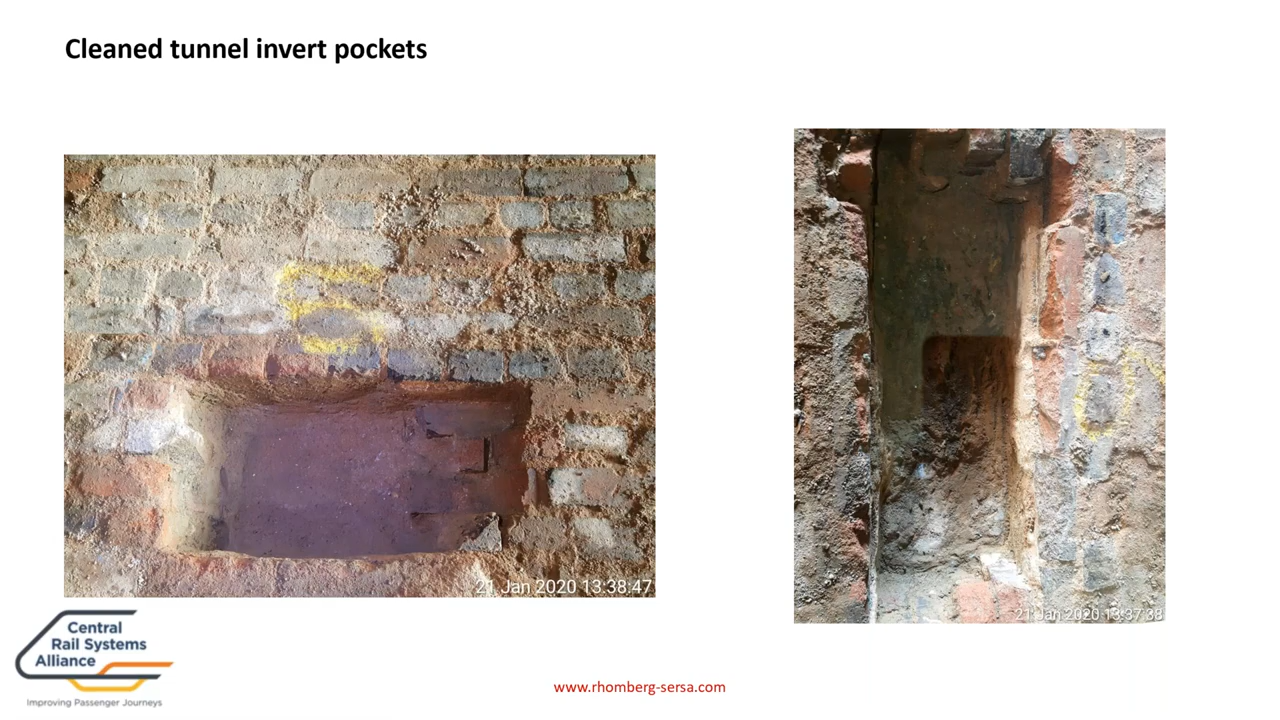 Cleaned tunnel invert pockets
5
21 Jan 2020 13:38:47
21 Jan 2020 13:37:38
Central
Rail Systems
Alliance
Improving Passenger Journeys
www.rhomberg-sersa.com